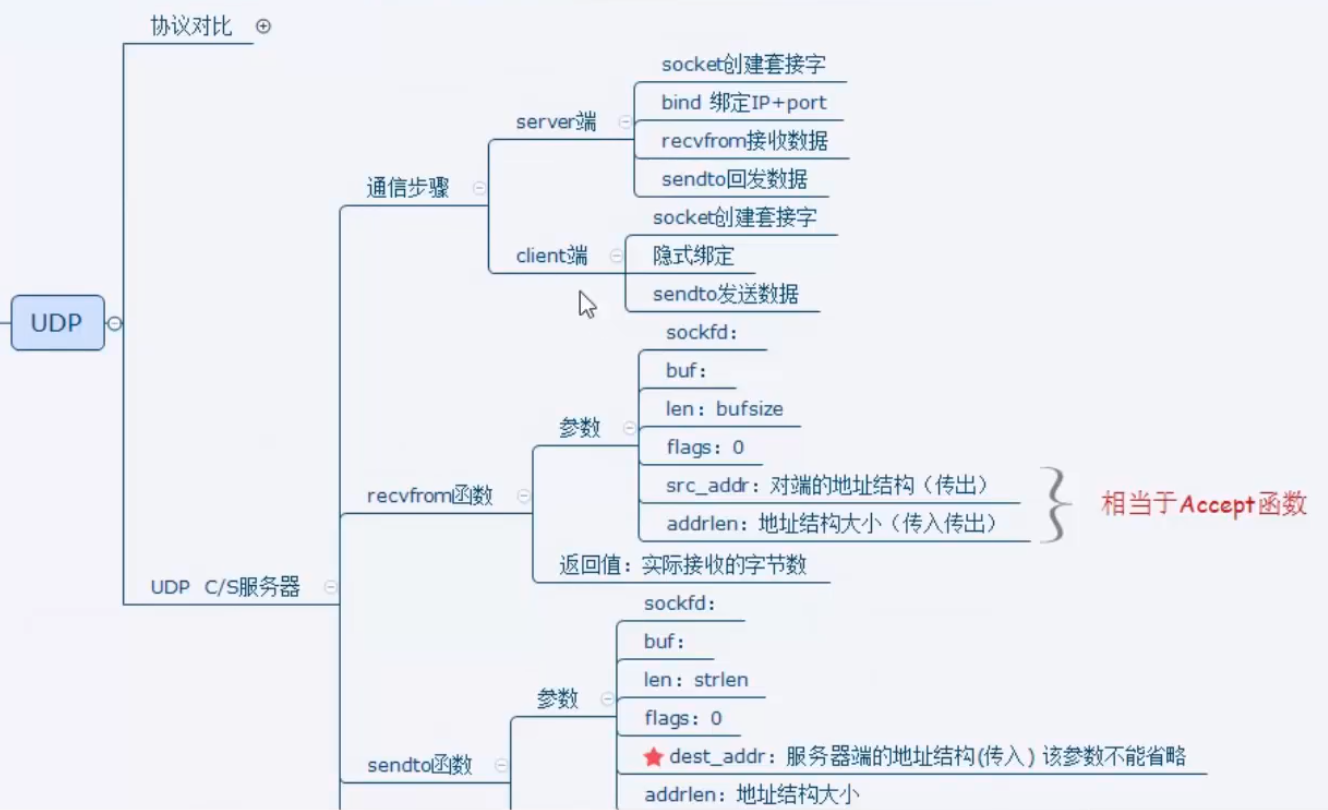 协议对比
socket创建套接字
bind 绑定IP+port
server端
recvfrom接收数据
sendto回发数据
通信步骤
socket创建套接字
client端
隐式绑定
sendto发送数据
UDP
sockfd：
buf：
len：bufsize
参数
flags：0
recvfrom函数
src_addr：对端的地址结构（传出）
addrlen：地址结构大小（传入传出）
相当于Accept函数
返回值：实际接收的字节数
UDP C/S服务器
sockfd：
buf：
len：strlen
参数
flags：0
sendto函数
dest_addr：服务器端的地址结构(传入）该参数不能省略
addrlen：地址结构大小